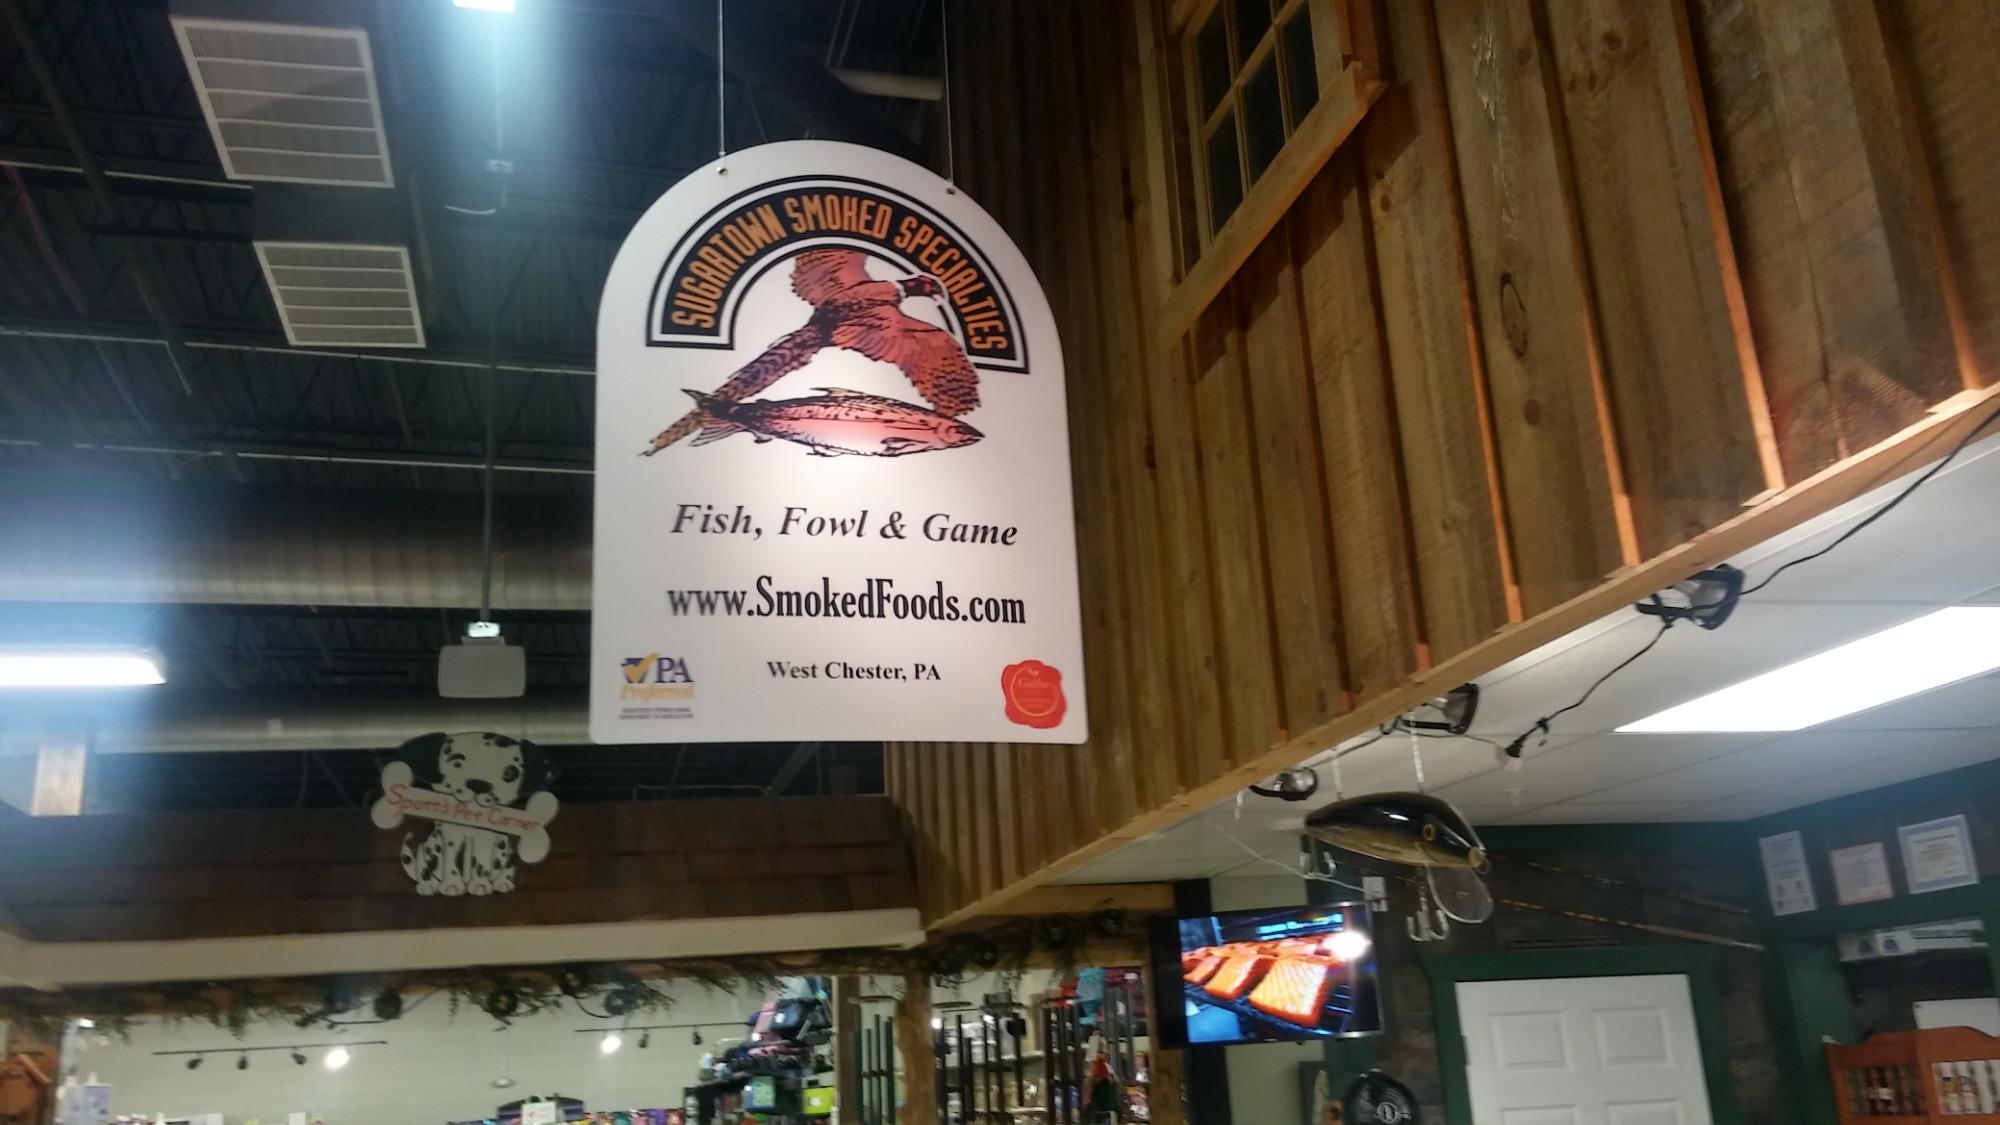 SUGARTOWN SMOKED SPECIALTIES
Fish, Fowl & Game
www.SmokedFoods.com
West Chester, PA
PA
Preferred
Spott's Pet Corner